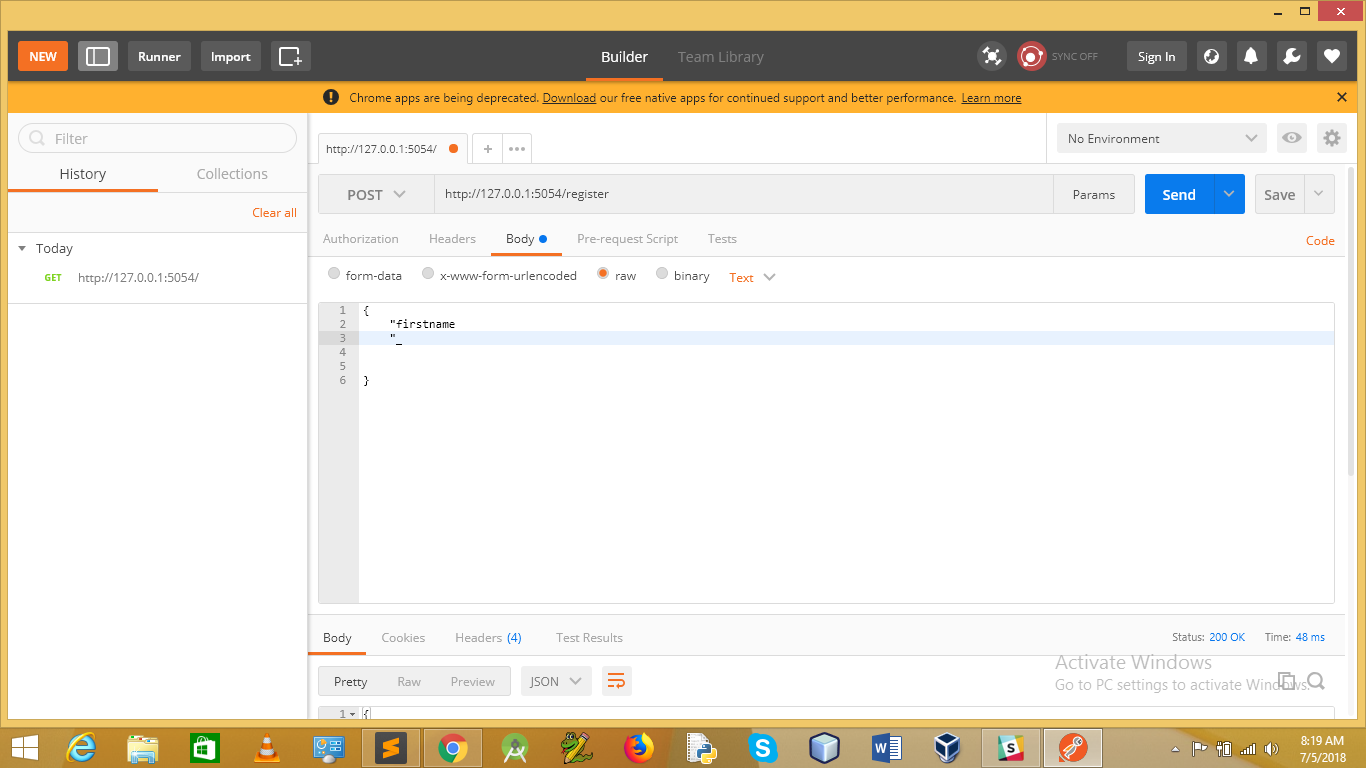 NEW
Runner
Import
Builder
Team Library
SYNC OFF
Sign In
Chrome apps are being deprecated. Download our free native apps for continued support and better performance. Learn more
Filter
History
Collections
Clear all
Today
GET http://127.0.0.1:5054/
http://127.0.0.1:5054/
No Environment
POST
http://127.0.0.1:5054/register
Params
Send
Save
Authorization
Headers
Body
Pre-request Script
Tests
Code
form-data
x-www-form-urlencoded
raw
binary
Text
1 {
2 "firstname
3 "_
4
5
6 }
Body
Cookies
Headers (4)
Test Results
Status: 200 OK
Time: 48 ms
Pretty
Raw
Preview
JSON
Activate Windows
Go to PC settings to activate Windows.
1 {
8:19 AM
7/5/2018